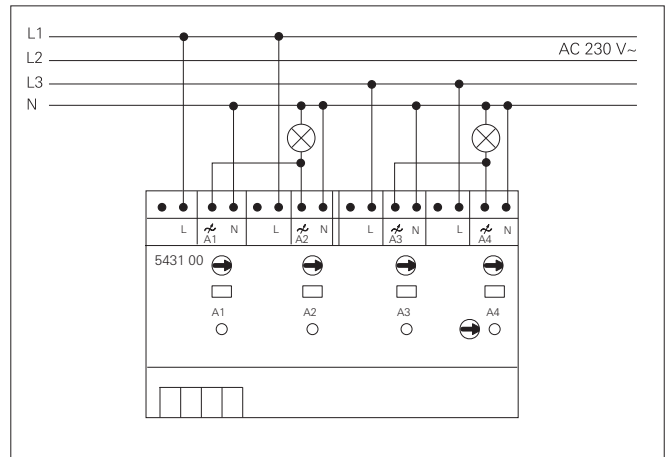 L1
AC 230 V~
L2
L3
N
L A1 N L A2 N L A3 N L A4 N
5431 00
A1 A2 A3 A4